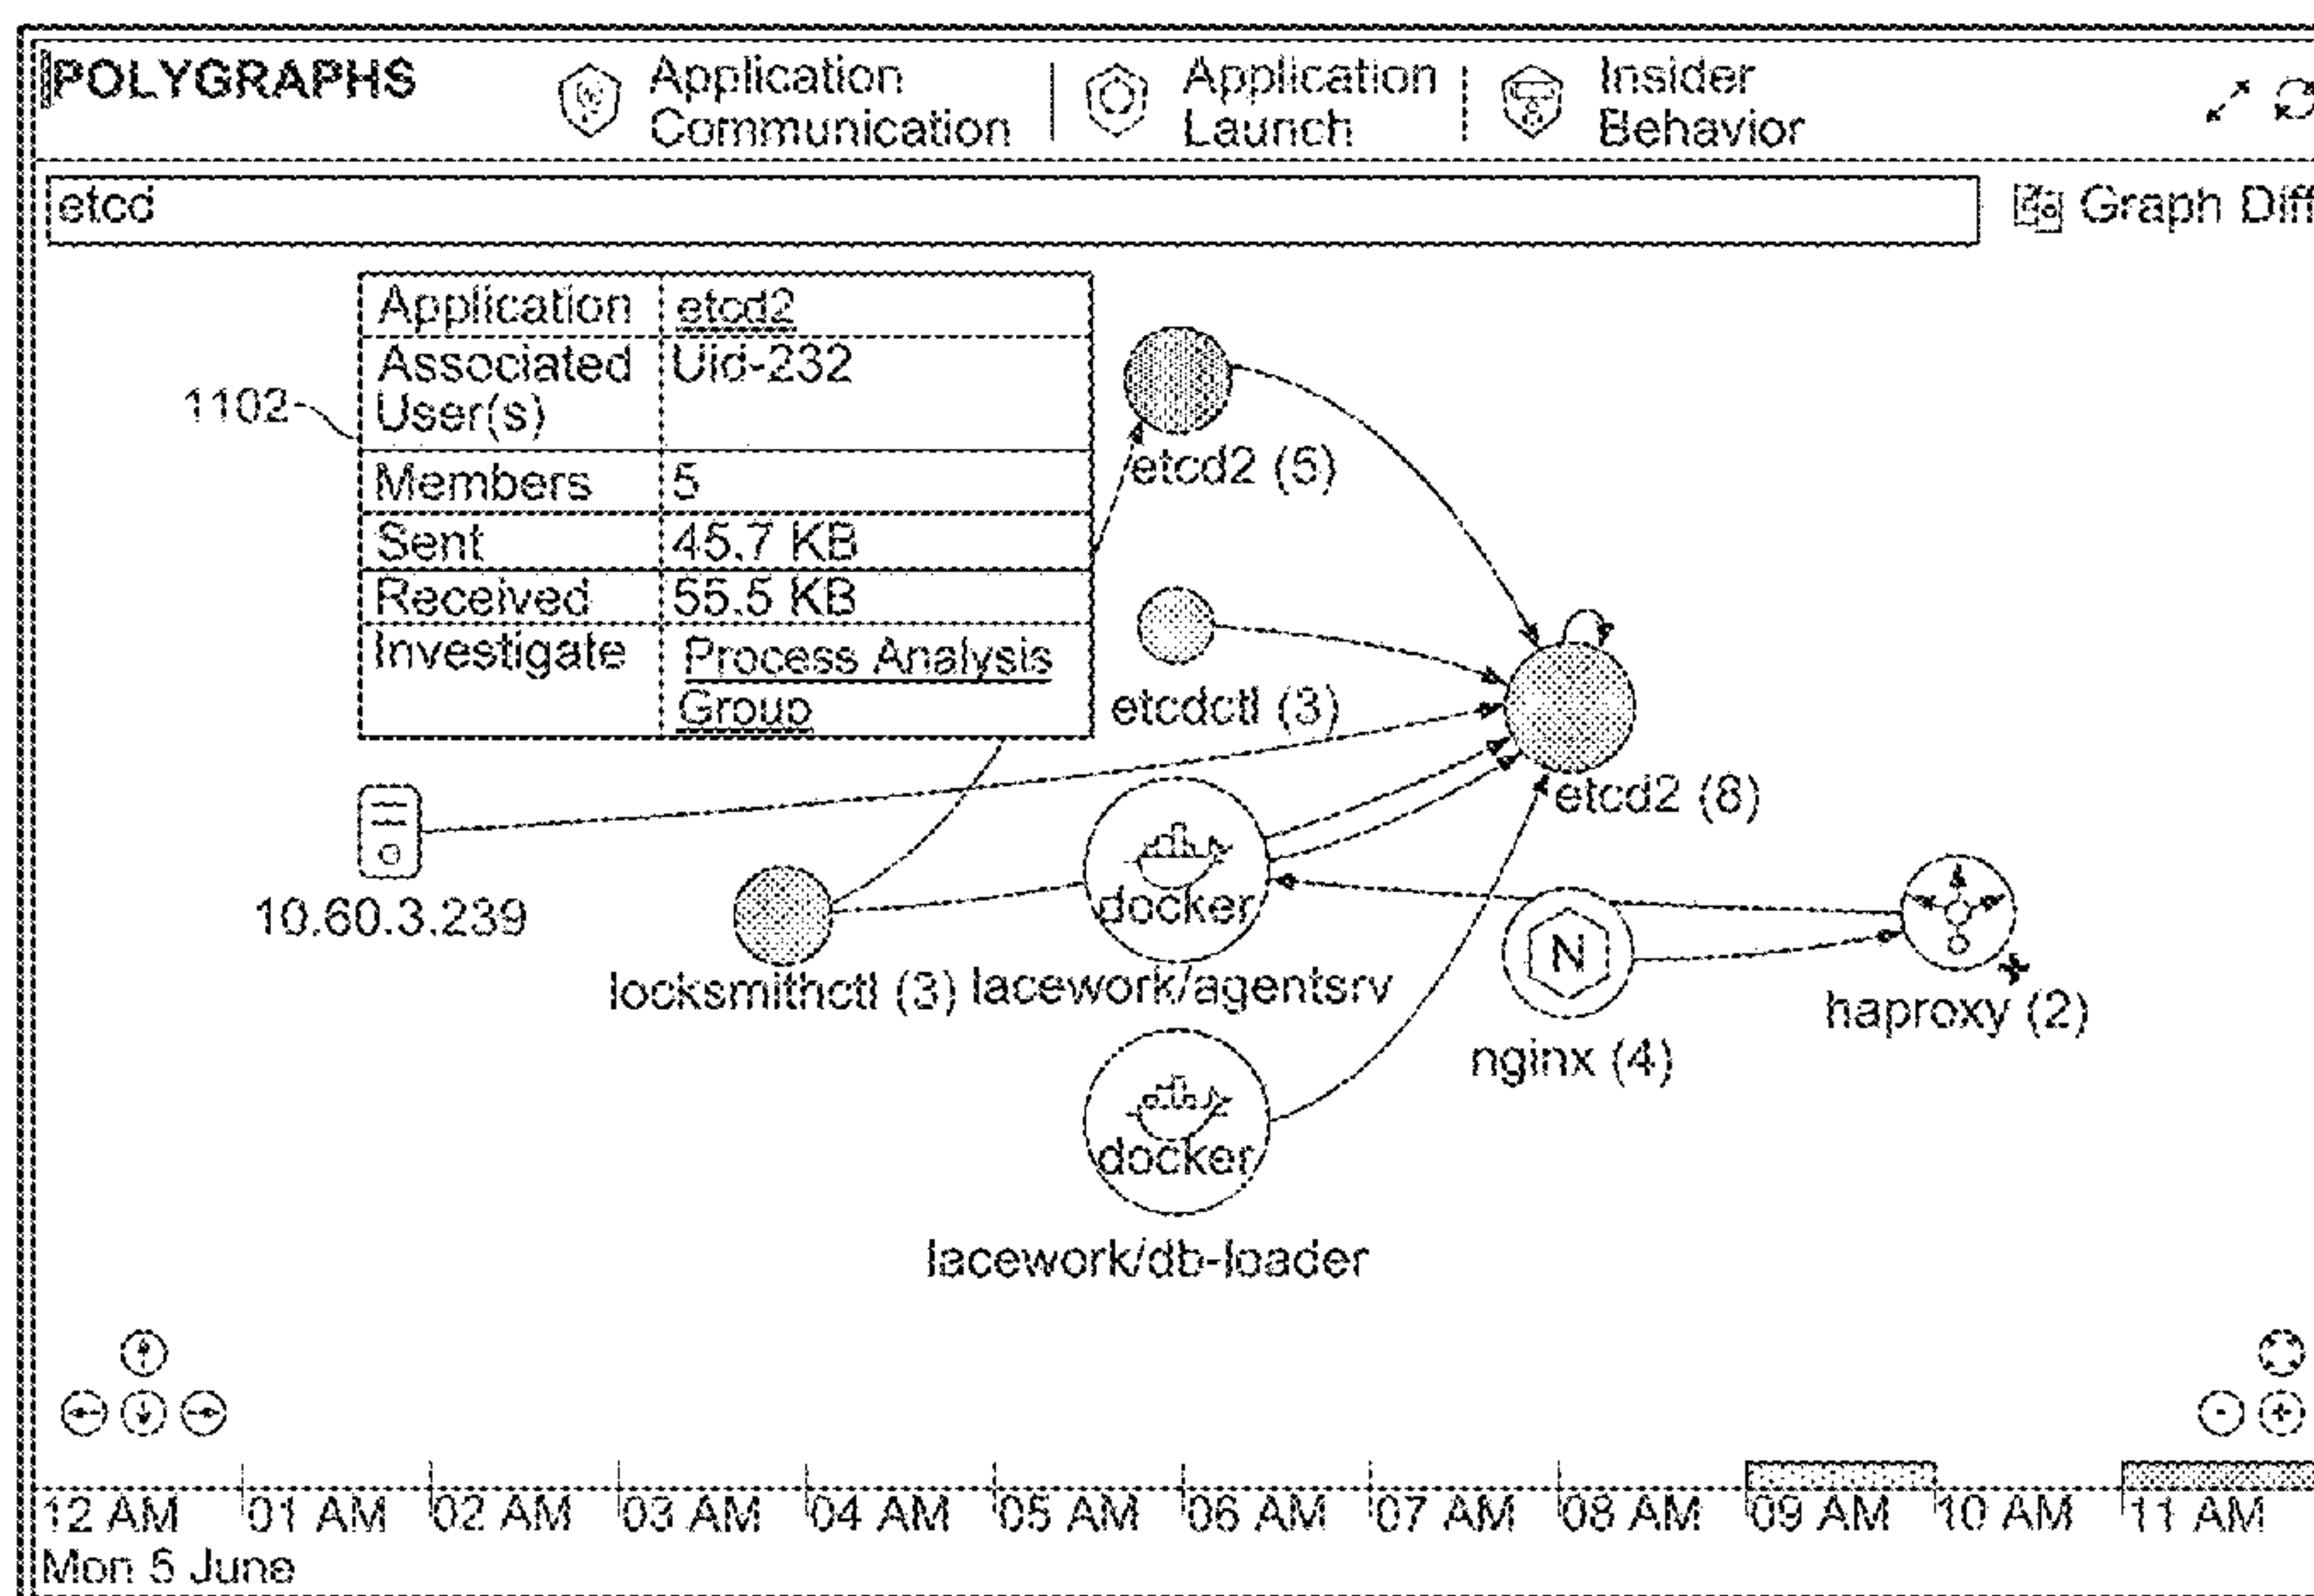 POLYGRAPHS
Application
Communication
Application
Launch
Insider
Behavior
etcd
Graph Diff
Application etcd2
Associated Uid-232
User(s)
1102
Members 5
Sent 45.7 KB
Received 55.5 KB
Investigate Process Analysis
Group
etcd2 (5)
etcdctl (3)
etcd2 (8)
10.60.3.239
docker
locksmithctl (3)
lacework/agentsrv
N
nginx (4)
haproxy (2)
docker
lacework/db-loader
12 AM 01 AM 02 AM 03 AM 04 AM 05 AM 06 AM 07 AM 08 AM 09 AM 10 AM 11 AM
Mon 5 June